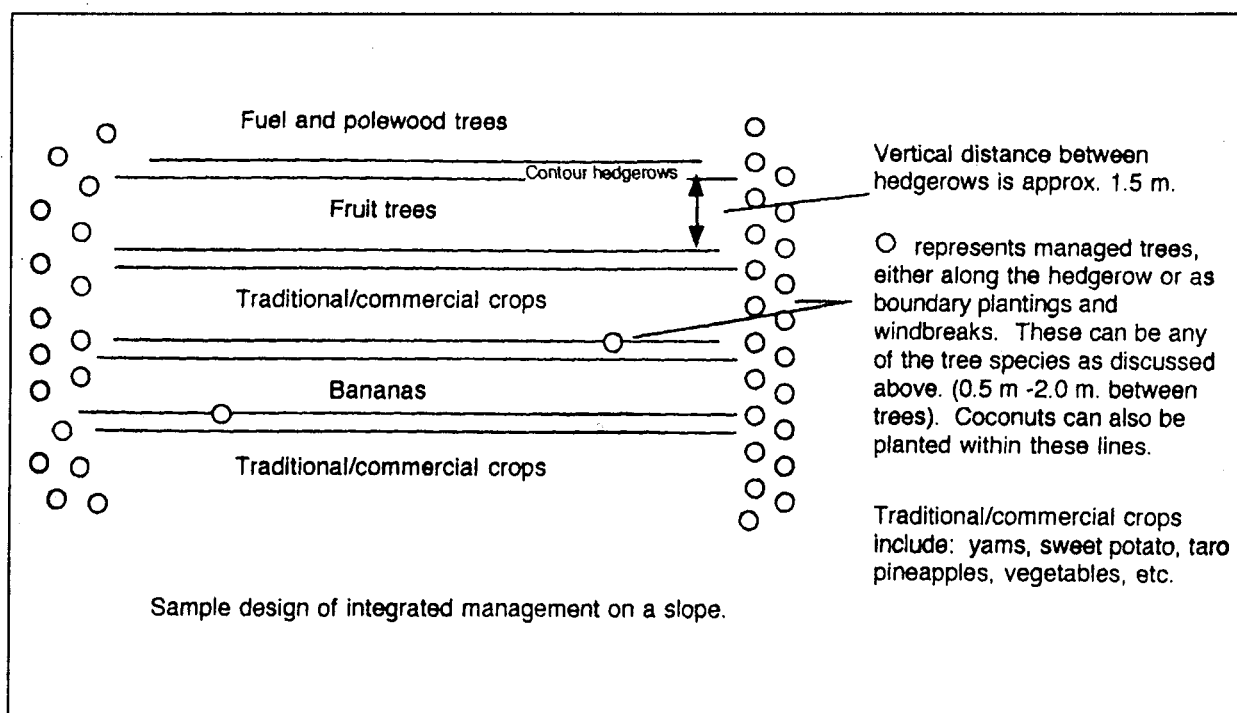 Fuel and polewood trees
Contour hedgerows
Fruit trees
Traditional/commercial crops
Bananas
Traditional/commercial crops
Vertical distance between
hedgerows is approx. 1.5 m.
represents managed trees,
either along the hedgerow or as
boundary plantings and
windbreaks. These can be any
of the tree species as discussed
above. (0.5 m -2.0 m. between
trees). Coconuts can also be
planted within these lines.
Traditional/commercial crops
include: yams, sweet potato, taro
pineapples, vegetables, etc.
Sample design of integrated management on a slope.